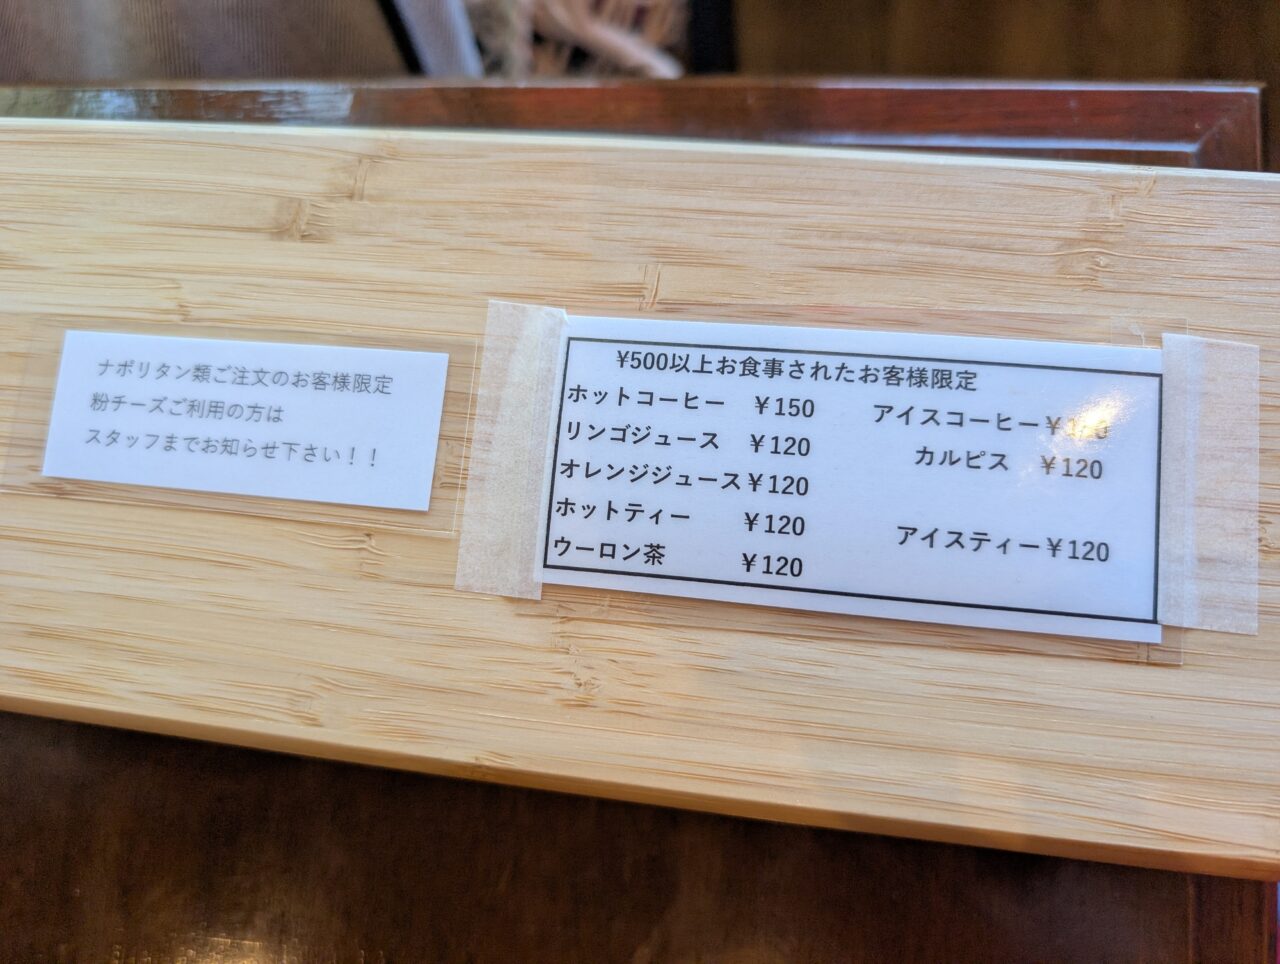 ナポリタン類ご注文のお客様限定
粉チーズご利用の方は
スタッフまでお知らせ下さい！！
¥500以上お食事されたお客様限定
ホットコーヒー ¥150 アイスコーヒー
リンゴジュース ¥120 カルピス ¥120
オレンジジュース¥120
ホットティー ¥120 アイスティー¥120
ウーロン茶 ¥120